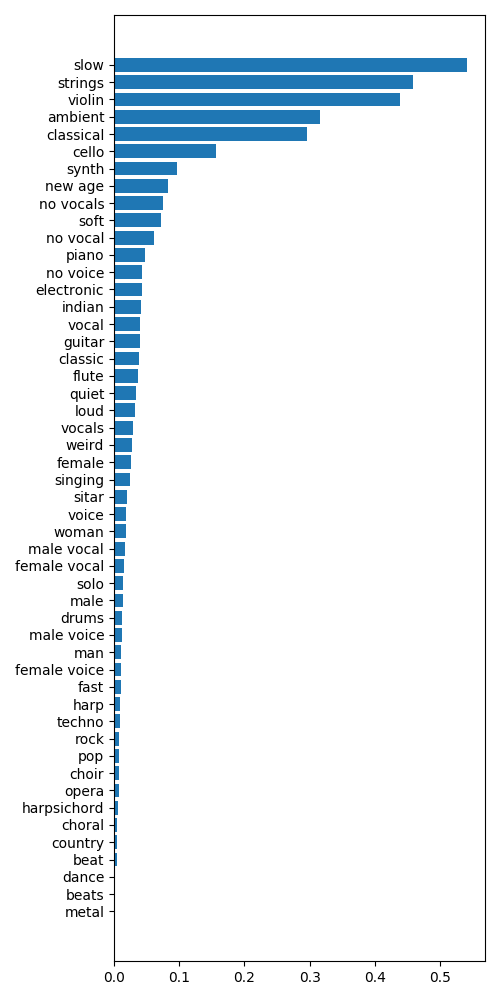 slow
strings
violin
ambient
classical
cello
synth
new age
no vocals
soft
no vocal
piano
no voice
electronic
indian
vocal
guitar
classic
flute
quiet
loud
vocals
weird
female
singing
sitar
voice
woman
male vocal
female vocal
solo
male
drums
male voice
man
female voice
fast
harp
techno
rock
pop
choir
opera
harpsichord
choral
country
beat
dance
beats
metal
0.0 0.1 0.2 0.3 0.4 0.5